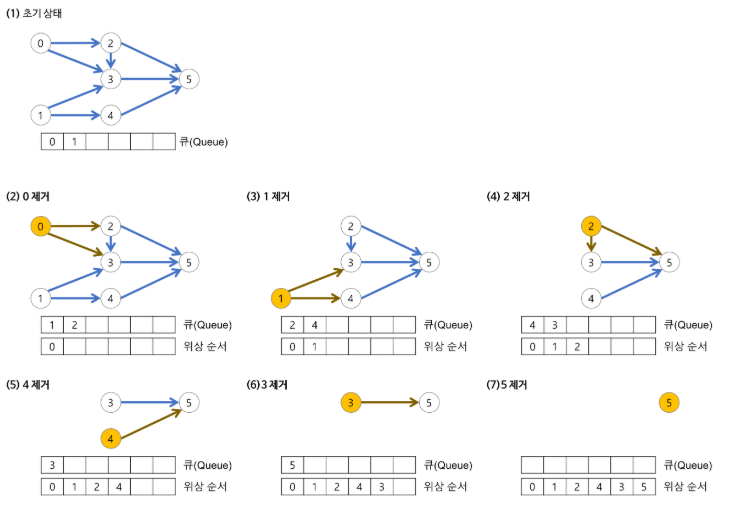 (1) 초기 상태
0 2
3 5
1 4
0 1 큐(Queue)
(2) 0 제거
0 2
3 5
1 4
1 2 큐(Queue)
0 위상 순서
(3) 1 제거
2
3 5
1 4
2 4 큐(Queue)
0 1 위상 순서
(4) 2 제거
2
3 5
4
4 3 큐(Queue)
0 1 2 위상 순서
(5) 4 제거
3 5
4
3 큐(Queue)
0 1 2 4 위상 순서
(6)3 제거
3 5
5 큐(Queue)
0 1 2 4 3 위상 순서
(7)5 제거
5
큐(Queue)
0 1 2 4 3 5 위상 순서